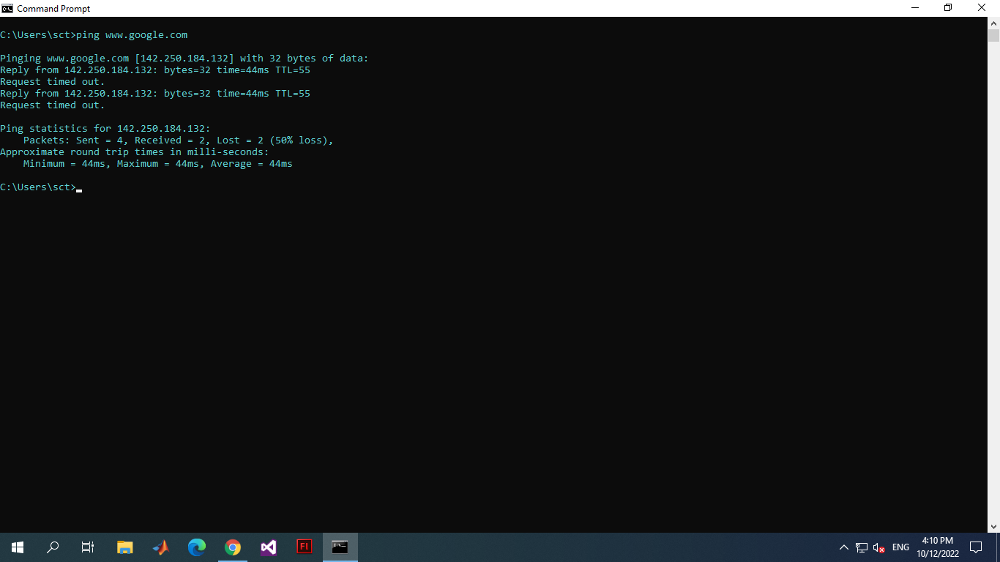 Command Prompt
C:\Users\sct>ping www.google.com
Pinging www.google.com [142.250.184.132] with 32 bytes of data:
Reply from 142.250.184.132: bytes=32 time=44ms TTL=55
Request timed out.
Reply from 142.250.184.132: bytes=32 time=44ms TTL=55
Request timed out.
Ping statistics for 142.250.184.132:
    Packets: Sent = 4, Received = 2, Lost = 2 (50% loss),
Approximate round trip times in milli-seconds:
    Minimum = 44ms, Maximum = 44ms, Average = 44ms
C:\Users\sct>
Fl
ENG
4:10 PM
10/12/2022